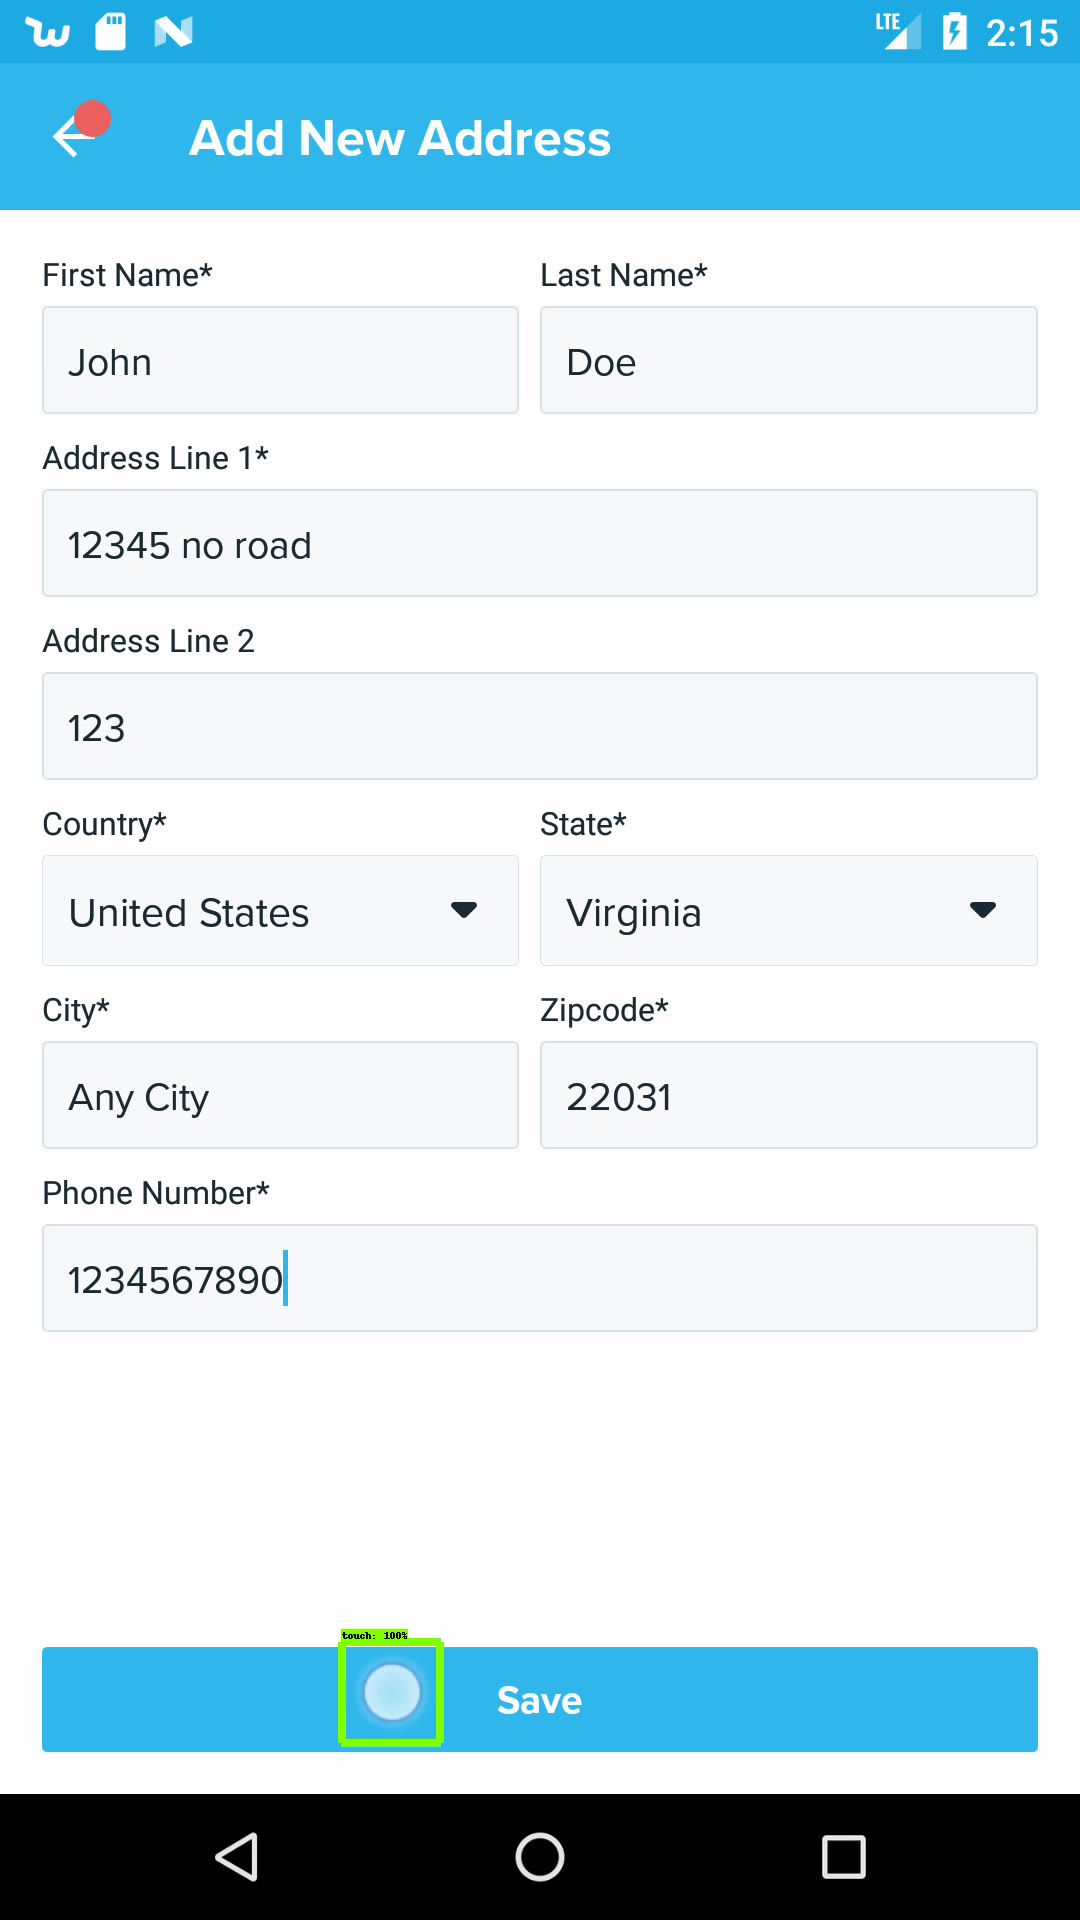 LTE 2:15
Add New Address
First Name* Last Name*
John Doe
Address Line 1*
12345 no road
Address Line 2
123
Country* State*
United States Virginia
City* Zipcode*
Any City 22031
Phone Number*
1234567890
touch: 100%
Save